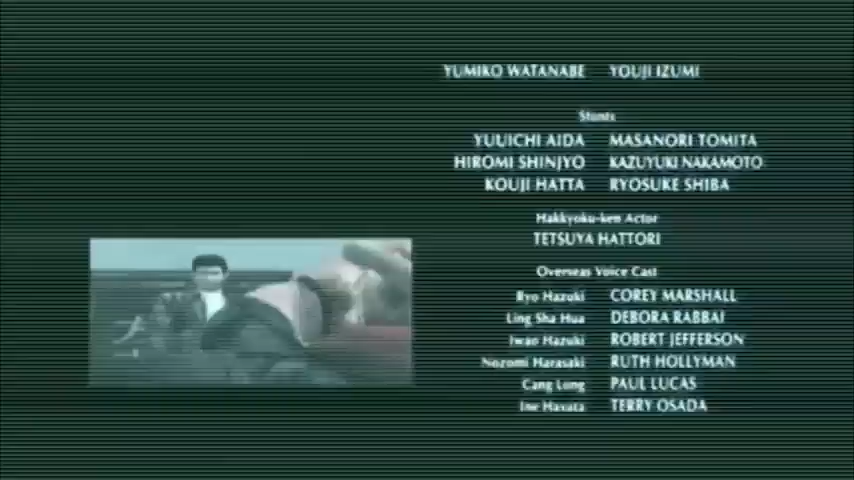 YUMIKO WATANABE YOUJI IZUMI
Stunts
YUUICHI AIDA MASANORI TOMITA
HIROMI SHINJYO KAZUYUKI NAKAMOTO
KOUJI HATTA RYOSUKE SHIBA
Hakkyoku-ken Actor
TETSUYA HATTORI
Overseas Voice Cast
Ryo Hazuki COREY MARSHALL
Ling Sha Hua DEBORA RABBAI
Iwao Hazuki ROBERT JEFFERSON
Nozomi Harasaki RUTH HOLLYMAN
Cang Long PAUL LUCAS
Ine Hayata TERRY OSADA